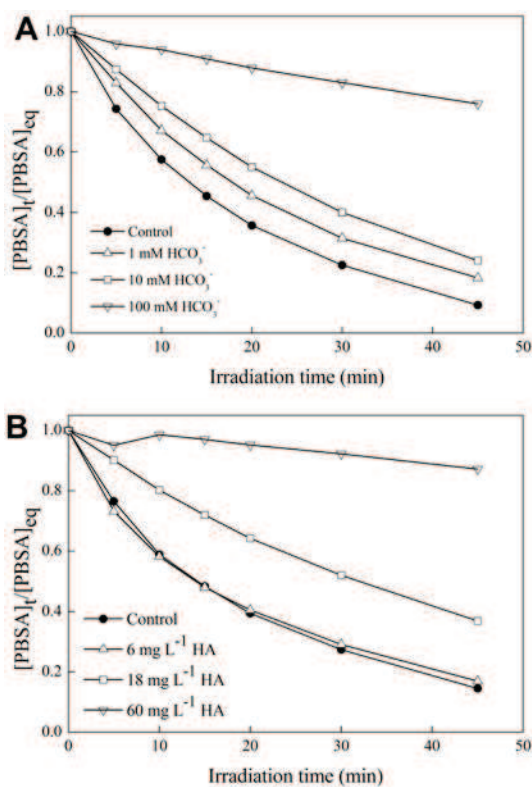 A
[PBSA]t/[PBSA]eq
1.0
0.8
0.6
0.4
0.2
0.0
Control
1 mM HCO3-
10 mM HCO3-
100 mM HCO3-
0 10 20 30 40 50
Irradiation time (min)
B
[PBSA]t/[PBSA]eq
1.0
0.8
0.6
0.4
0.2
0.0
Control
6 mg L-1 HA
18 mg L-1 HA
60 mg L-1 HA
0 10 20 30 40 50
Irradiation time (min)